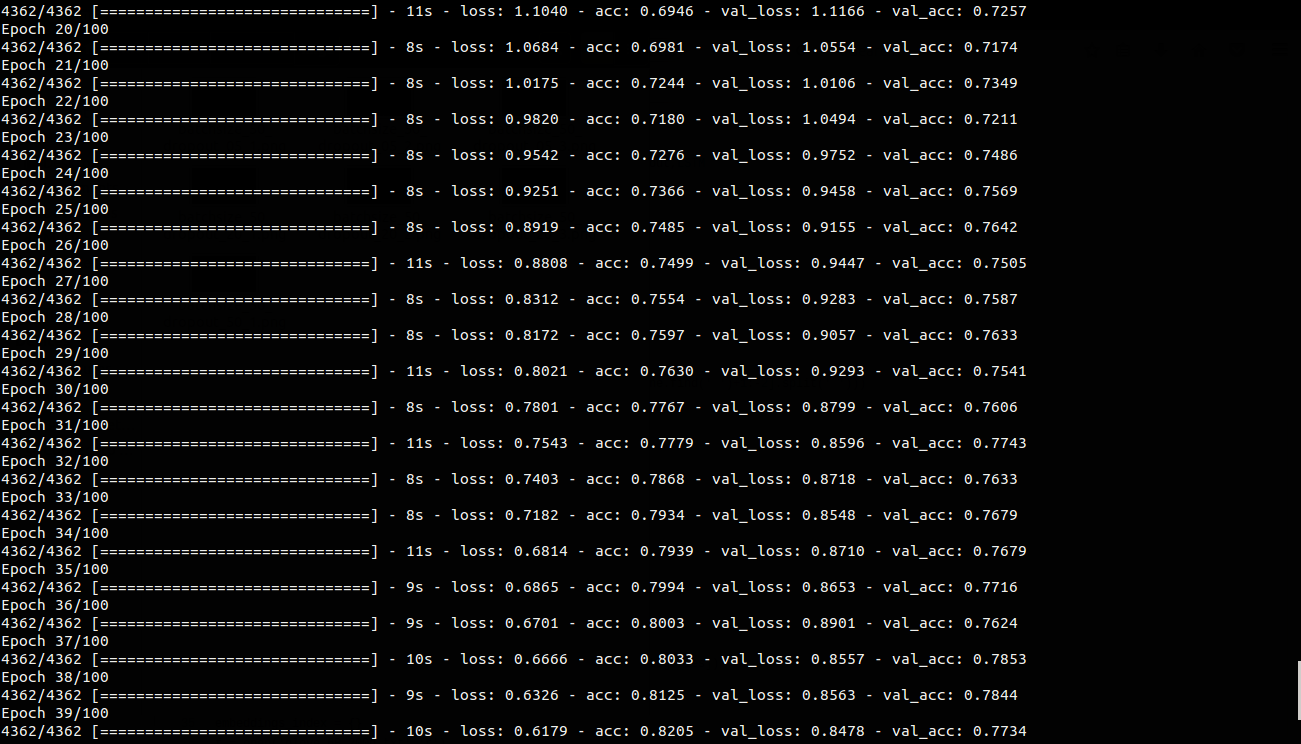 4362/4362 [==============================] - 11s - loss: 1.1040 - acc: 0.6946 - val_loss: 1.1166 - val_acc: 0.7257
Epoch 20/100
4362/4362 [==============================] - 8s - loss: 1.0684 - acc: 0.6981 - val_loss: 1.0554 - val_acc: 0.7174
Epoch 21/100
4362/4362 [==============================] - 8s - loss: 1.0175 - acc: 0.7244 - val_loss: 1.0106 - val_acc: 0.7349
Epoch 22/100
4362/4362 [==============================] - 8s - loss: 0.9820 - acc: 0.7180 - val_loss: 1.0494 - val_acc: 0.7211
Epoch 23/100
4362/4362 [==============================] - 8s - loss: 0.9542 - acc: 0.7276 - val_loss: 0.9752 - val_acc: 0.7486
Epoch 24/100
4362/4362 [==============================] - 8s - loss: 0.9251 - acc: 0.7366 - val_loss: 0.9458 - val_acc: 0.7569
Epoch 25/100
4362/4362 [==============================] - 8s - loss: 0.8919 - acc: 0.7485 - val_loss: 0.9155 - val_acc: 0.7642
Epoch 26/100
4362/4362 [==============================] - 11s - loss: 0.8808 - acc: 0.7499 - val_loss: 0.9447 - val_acc: 0.7505
Epoch 27/100
4362/4362 [==============================] - 8s - loss: 0.8312 - acc: 0.7554 - val_loss: 0.9283 - val_acc: 0.7587
Epoch 28/100
4362/4362 [==============================] - 8s - loss: 0.8172 - acc: 0.7597 - val_loss: 0.9057 - val_acc: 0.7633
Epoch 29/100
4362/4362 [==============================] - 11s - loss: 0.8021 - acc: 0.7630 - val_loss: 0.9293 - val_acc: 0.7541
Epoch 30/100
4362/4362 [==============================] - 8s - loss: 0.7801 - acc: 0.7767 - val_loss: 0.8799 - val_acc: 0.7606
Epoch 31/100
4362/4362 [==============================] - 11s - loss: 0.7543 - acc: 0.7779 - val_loss: 0.8596 - val_acc: 0.7743
Epoch 32/100
4362/4362 [==============================] - 8s - loss: 0.7403 - acc: 0.7868 - val_loss: 0.8718 - val_acc: 0.7633
Epoch 33/100
4362/4362 [==============================] - 8s - loss: 0.7182 - acc: 0.7934 - val_loss: 0.8548 - val_acc: 0.7679
Epoch 34/100
4362/4362 [==============================] - 11s - loss: 0.6814 - acc: 0.7939 - val_loss: 0.8710 - val_acc: 0.7679
Epoch 35/100
4362/4362 [==============================] - 9s - loss: 0.6865 - acc: 0.7994 - val_loss: 0.8653 - val_acc: 0.7716
Epoch 36/100
4362/4362 [==============================] - 9s - loss: 0.6701 - acc: 0.8003 - val_loss: 0.8901 - val_acc: 0.7624
Epoch 37/100
4362/4362 [==============================] - 10s - loss: 0.6666 - acc: 0.8033 - val_loss: 0.8557 - val_acc: 0.7853
Epoch 38/100
4362/4362 [==============================] - 9s - loss: 0.6326 - acc: 0.8125 - val_loss: 0.8563 - val_acc: 0.7844
Epoch 39/100
4362/4362 [==============================] - 10s - loss: 0.6179 - acc: 0.8205 - val_loss: 0.8478 - val_acc: 0.7734